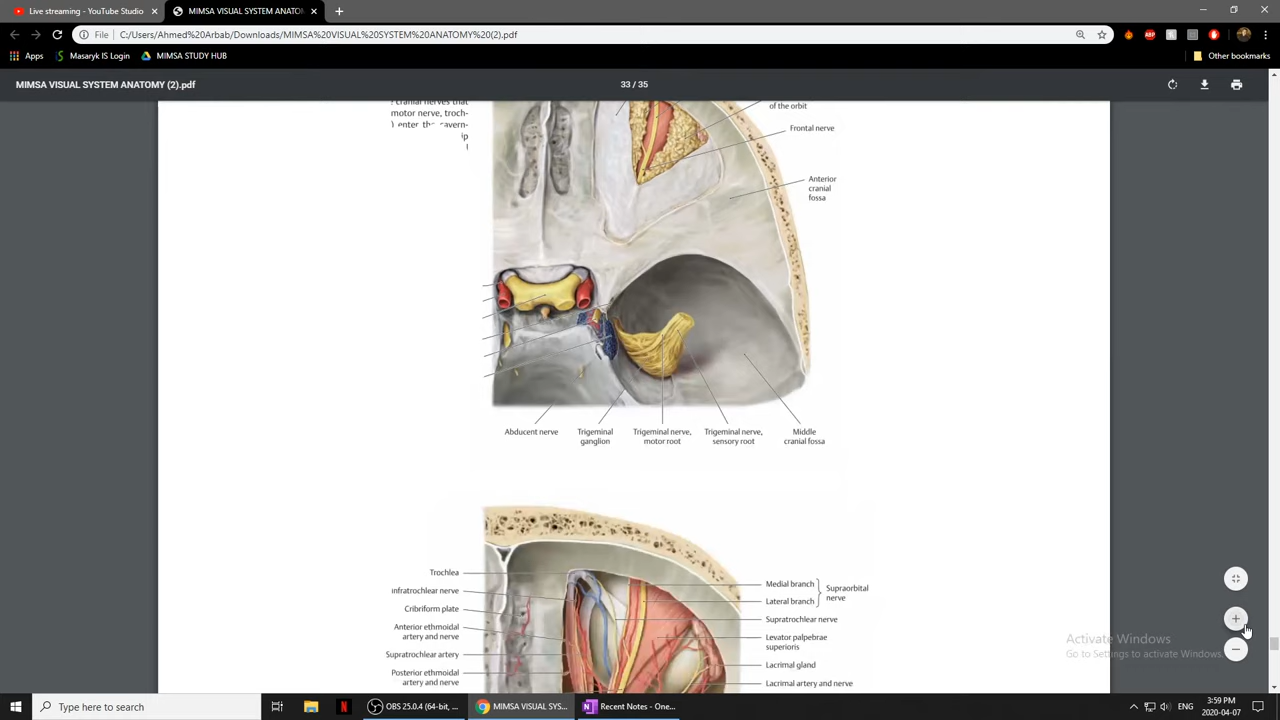 Live streaming - YouTube Studio
MIMSA VISUAL SYSTEM ANATOM
File
C:/Users/Ahmed%20Arbab/Downloads/MIMSA%20VISUAL%20SYSTEM%20ANATOMY%20(2).pdf
Apps
Masaryk IS Login
MIMSA STUDY HUB
Other bookmarks
MIMSA VISUAL SYSTEM ANATOMY (2).pdf
33 / 35
cranial nerves that
motor nerve, troch-
) enter the cavern-
ip
of the orbit
Frontal nerve
Anterior
cranial
fossa
Abducent nerve
Trigeminal
ganglion
Trigeminal nerve,
motor root
Trigeminal nerve,
sensory root
Middle
cranial fossa
Trochlea
Infratrochlear nerve
Cribriform plate
Anterior ethmoidal
artery and nerve
Supratrochlear artery
Posterior ethmoidal
artery and nerve
Medial branch
Lateral branch
Supraorbital
nerve
Supratrochlear nerve
Levator palpebrae
superioris
Lacrimal gland
Lacrimal artery and nerve
Activate Windows
Go to Settings to activate Windows.
Type here to search
OBS 25.0.4 (64-bit, ...
MIMSA VISUAL SYS...
Recent Notes - One...
ENG
3:59 PM
2020-04-07